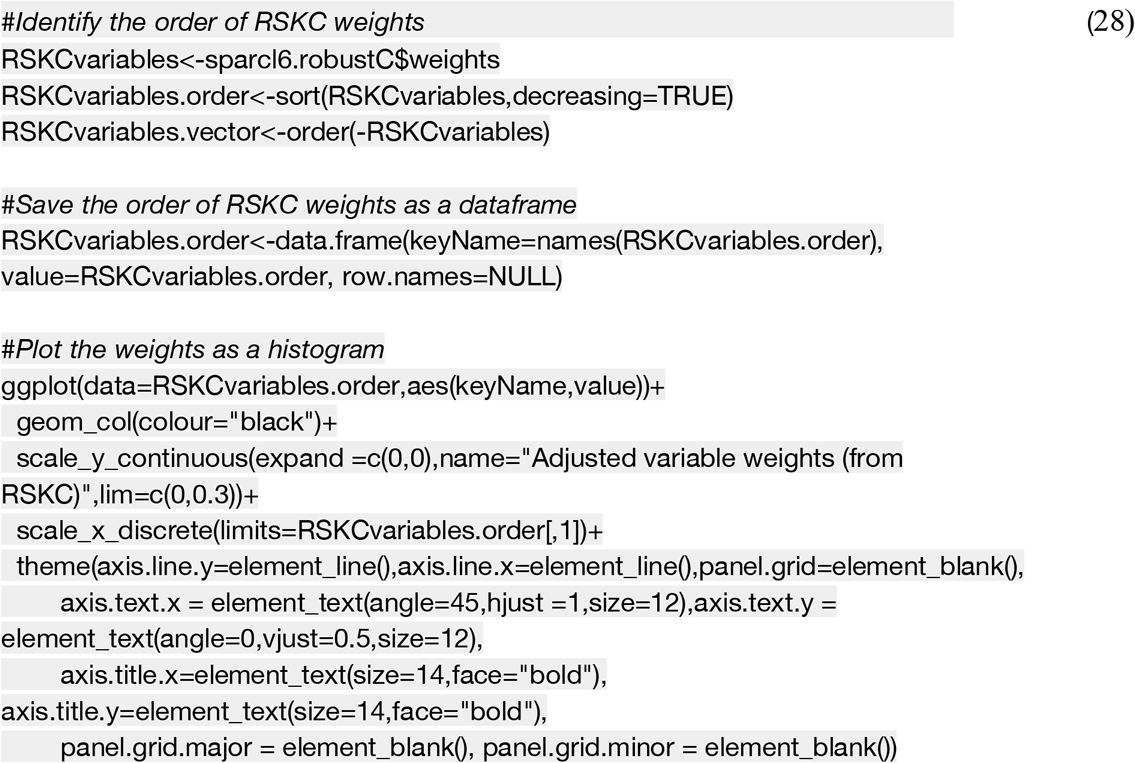 #Identify the order of RSKC weights (28)
RSKCvariables<-sparcl6.robustC$weights
RSKCvariables.order<-sort(RSKCvariables,decreasing=TRUE)
RSKCvariables.vector<-order(-RSKCvariables)
#Save the order of RSKC weights as a dataframe
RSKCvariables.order<-data.frame(keyName=names(RSKCvariables.order),
value=RSKCvariables.order, row.names=NULL)
#Plot the weights as a histogram
ggplot(data=RSKCvariables.order,aes(keyName,value))+
geom_col(colour="black")+
scale_y_continuous(expand =c(0,0),name="Adjusted variable weights (from
RSKC)",lim=c(0,0.3))+
scale_x_discrete(limits=RSKCvariables.order[,1])+
theme(axis.line.y=element_line(),axis.line.x=element_line(),panel.grid=element_blank(),
axis.text.x = element_text(angle=45,hjust =1,size=12),axis.text.y =
element_text(angle=0,vjust=0.5,size=12),
axis.title.x=element_text(size=14,face="bold"),
axis.title.y=element_text(size=14,face="bold"),
panel.grid.major = element_blank(), panel.grid.minor = element_blank())